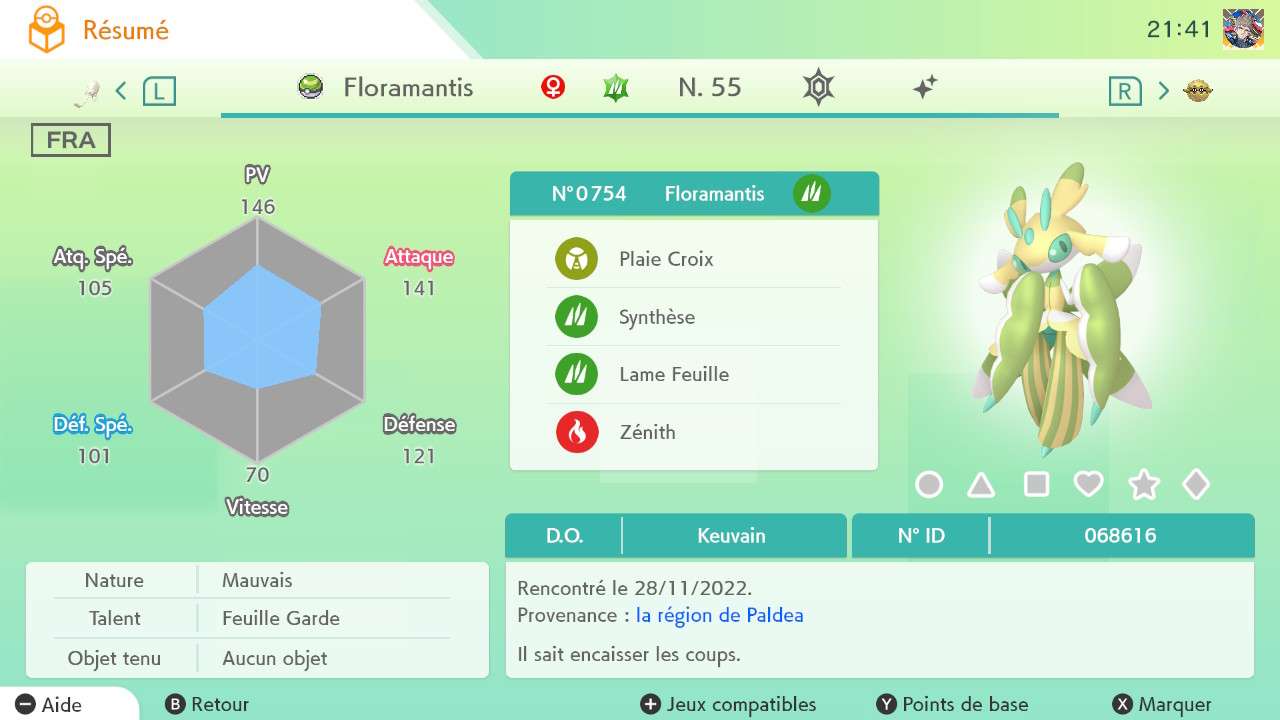 Résumé
21:41
L
Floramantis
N. 55
R
FRA
PV
146
Atq. Spé.
105
Attaque
141
Déf. Spé.
101
Défense
121
70
Vitesse
N°0754 Floramantis
Plaie Croix
Synthèse
Lame Feuille
Zénith
D.O. Keuvain
N° ID 068616
Nature Mauvais
Talent Feuille Garde
Objet tenu Aucun objet
Rencontré le 28/11/2022.
Provenance : la région de Paldea
Il sait encaisser les coups.
Aide
B Retour
Jeux compatibles
Y Points de base
X Marquer